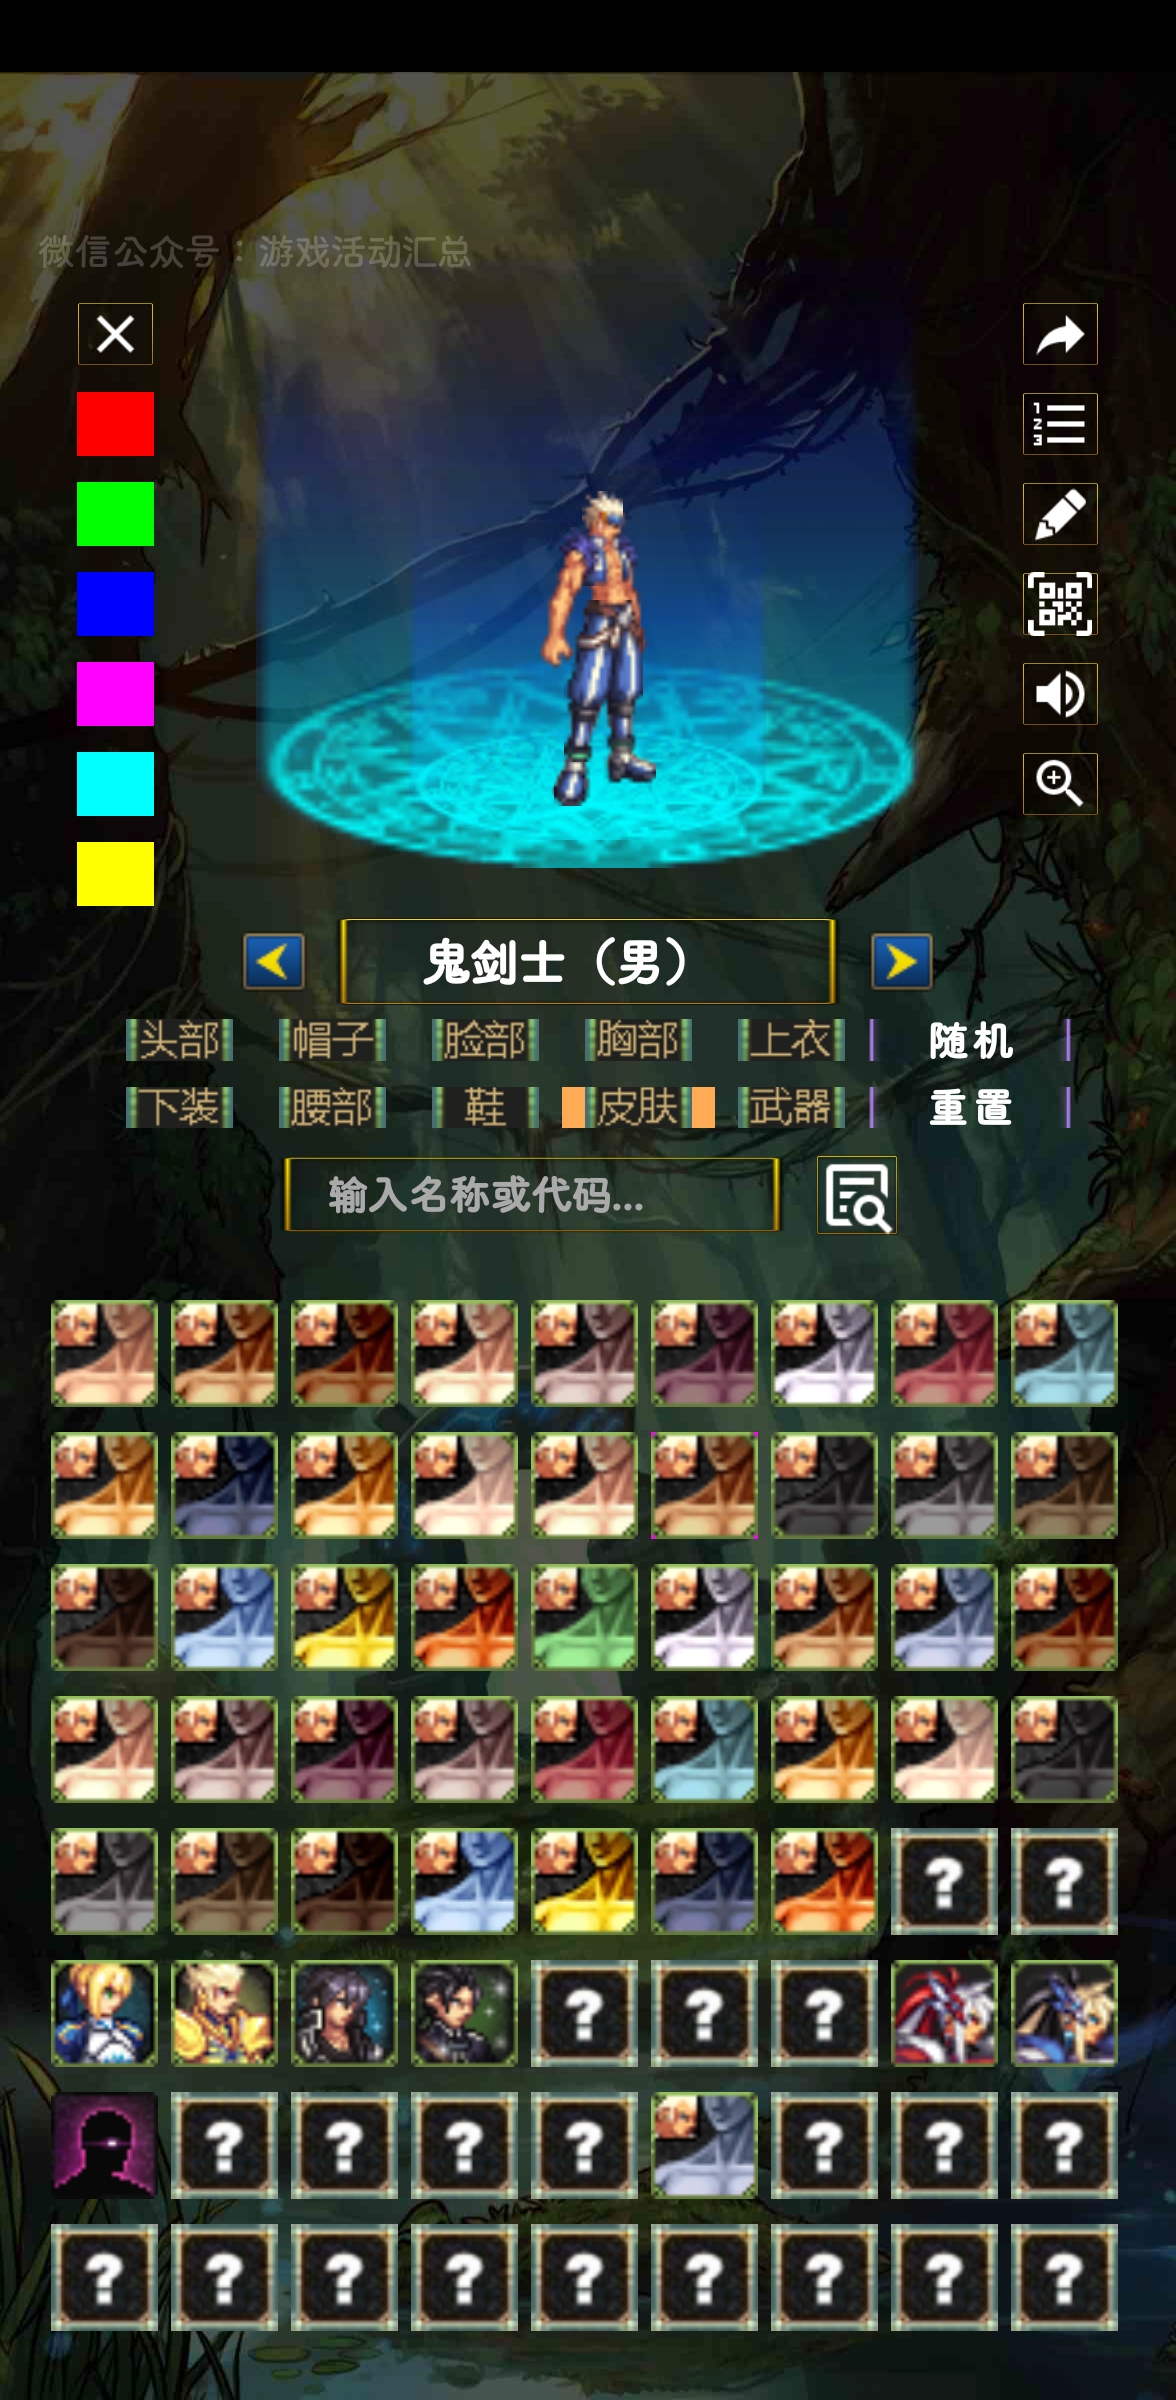 微信公众号：游戏活动汇总
鬼剑士（男）
头部 帽子 脸部 胸部 上衣 随机
下装 腰部 鞋 皮肤 武器 重置
输入名称或代码...